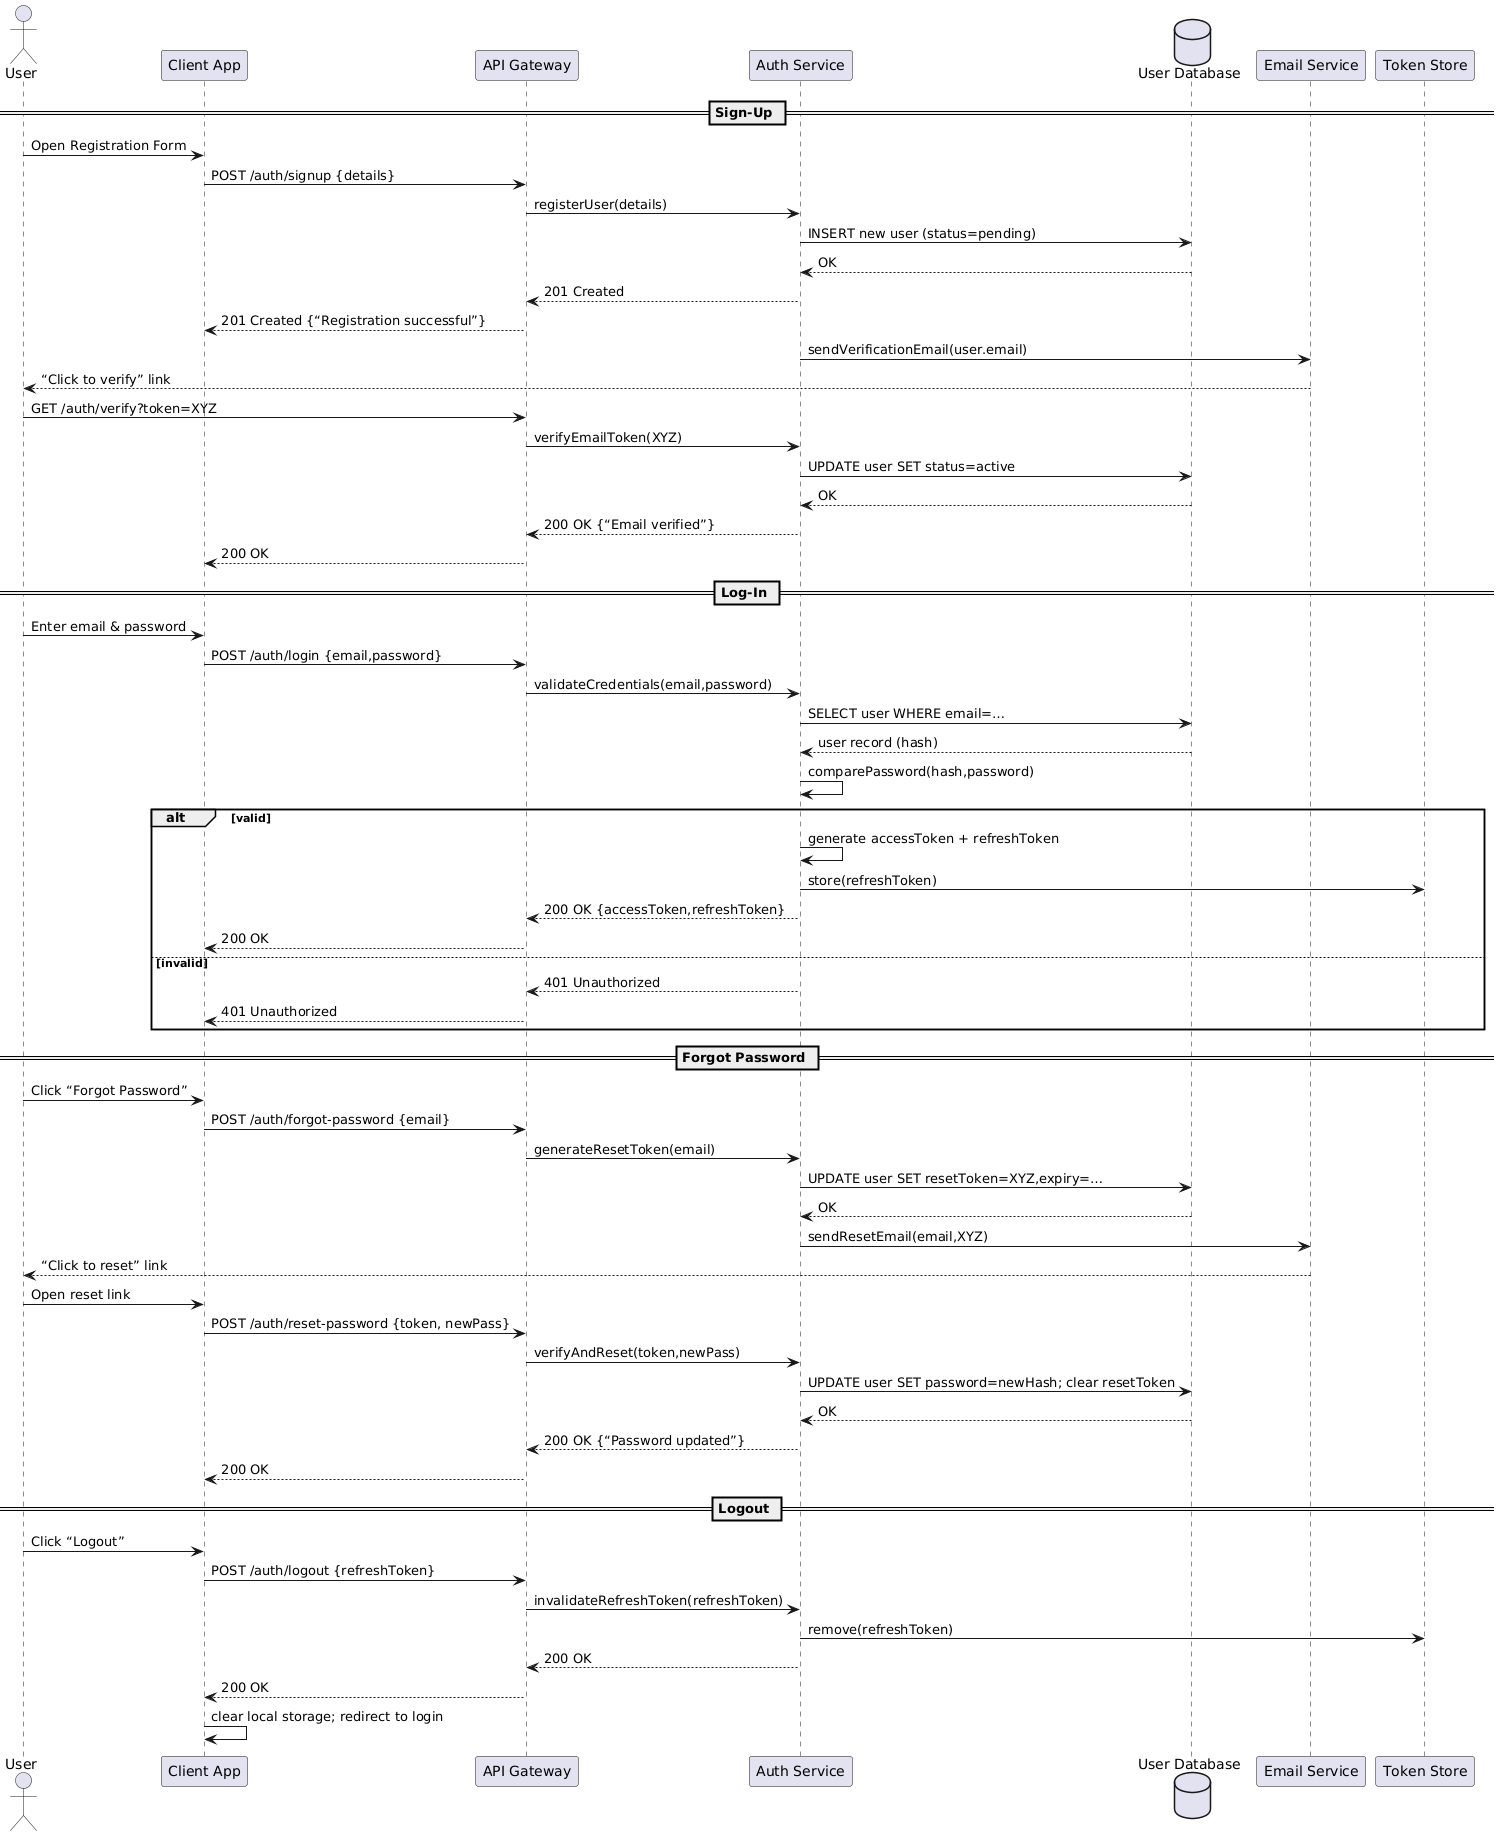 User
Client App
API Gateway
Auth Service
User Database
Email Service
Token Store
Sign-Up
Open Registration Form
POST /auth/signup {details}
registerUser(details)
INSERT new user (status=pending)
OK
201 Created
201 Created {“Registration successful”}
sendVerificationEmail(user.email)
“Click to verify” link
GET /auth/verify?token=XYZ
verifyEmailToken(XYZ)
UPDATE user SET status=active
OK
200 OK {“Email verified”}
200 OK
Log-In
Enter email & password
POST /auth/login {email,password}
validateCredentials(email,password)
SELECT user WHERE email=…
user record (hash)
comparePassword(hash,password)
alt
[valid]
generate accessToken + refreshToken
store(refreshToken)
200 OK {accessToken,refreshToken}
200 OK
[invalid]
401 Unauthorized
401 Unauthorized
Forgot Password
Click “Forgot Password”
POST /auth/forgot-password {email}
generateResetToken(email)
UPDATE user SET resetToken=XYZ,expiry=…
OK
sendResetEmail(email,XYZ)
“Click to reset” link
Open reset link
POST /auth/reset-password {token, newPass}
verifyAndReset(token,newPass)
UPDATE user SET password=newHash; clear resetToken
OK
200 OK {“Password updated”}
200 OK
Logout
Click “Logout”
POST /auth/logout {refreshToken}
invalidateRefreshToken(refreshToken)
remove(refreshToken)
200 OK
200 OK
clear local storage; redirect to login
User
Client App
API Gateway
Auth Service
User Database
Email Service
Token Store